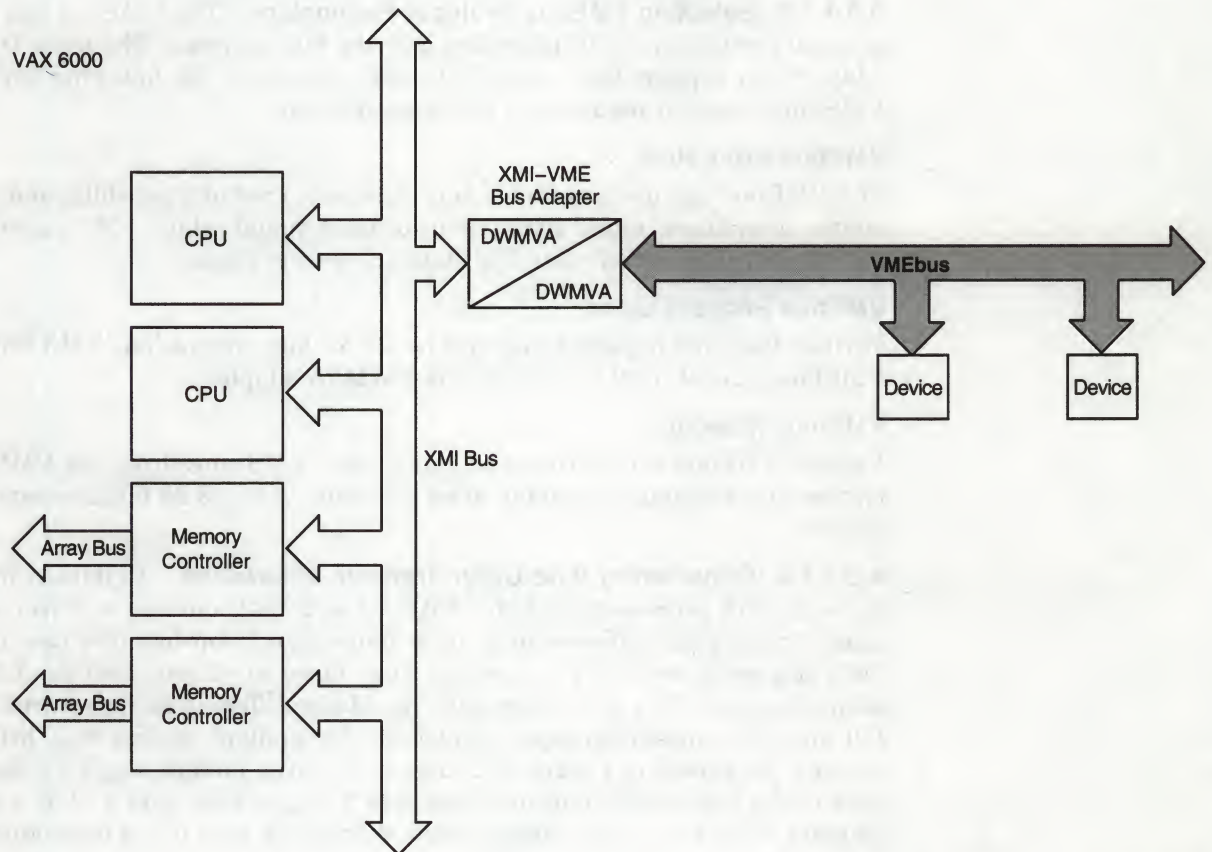 VAX 6000
XMI–VME
Bus Adapter
DWMVA
DWMVA
VMEbus
CPU
Device
Device
CPU
XMI Bus
Array Bus
Memory
Controller
Array Bus
Memory
Controller